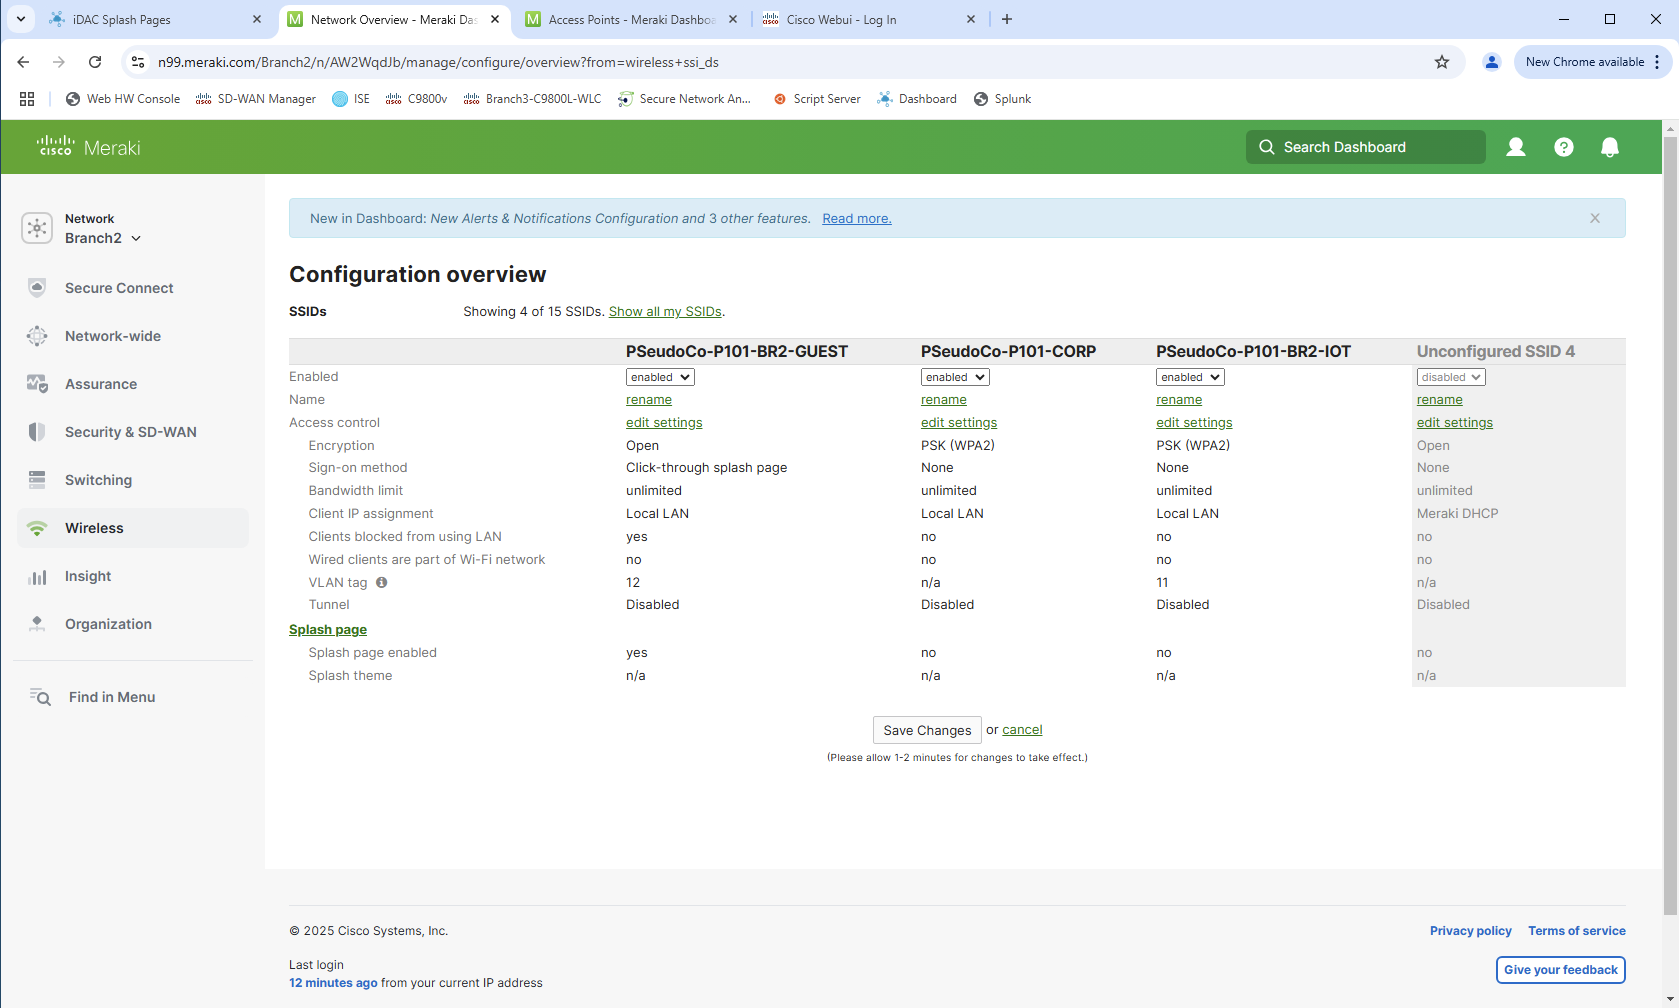 iDAC Splash Pages
Network Overview - Meraki Das
Access Points - Meraki Dashboa
Cisco Webui - Log In
n99.meraki.com/Branch2/n/AW2WqdJb/manage/configure/overview?from=wireless+ssi_ds
New Chrome available
Web HW Console
SD-WAN Manager
ISE
C9800v
Branch3-C9800L-WLC
Secure Network An...
Script Server
Dashboard
Splunk
cisco Meraki
Search Dashboard
Network
Branch2
Secure Connect
Network-wide
Assurance
Security & SD-WAN
Switching
Wireless
Insight
Organization
Find in Menu
New in Dashboard: New Alerts & Notifications Configuration and 3 other features. Read more.
Configuration overview
SSIDs Showing 4 of 15 SSIDs. Show all my SSIDs.
PSeudoCo-P101-BR2-GUEST PSeudoCo-P101-CORP PSeudoCo-P101-BR2-IOT Unconfigured SSID 4
Enabled enabled enabled enabled disabled
Name rename rename rename rename
Access control edit settings edit settings edit settings edit settings
Encryption Open PSK (WPA2) PSK (WPA2) Open
Sign-on method Click-through splash page None None None
Bandwidth limit unlimited unlimited unlimited unlimited
Client IP assignment Local LAN Local LAN Local LAN Meraki DHCP
Clients blocked from using LAN yes no no no
Wired clients are part of Wi-Fi network no no no no
VLAN tag 12 n/a 11 n/a
Tunnel Disabled Disabled Disabled Disabled
Splash page
Splash page enabled yes no no no
Splash theme n/a n/a n/a n/a
Save Changes or cancel
(Please allow 1-2 minutes for changes to take effect.)
© 2025 Cisco Systems, Inc.
Privacy policy Terms of service
Last login
12 minutes ago from your current IP address
Give your feedback